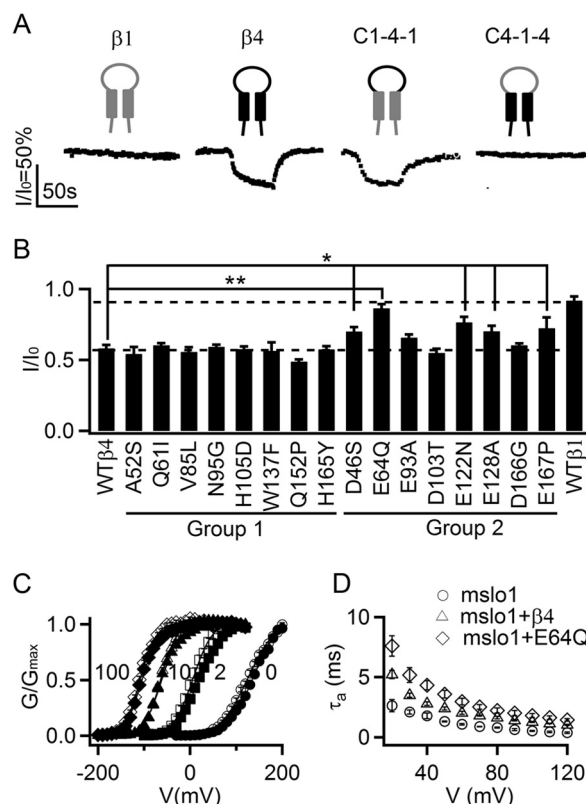 A
β1 β4 C1-4-1 C4-1-4
I/I₀=50%
50s
B
*
**
1.0
0.5
0.0
I/I₀
WTβ4 A52S Q61I V85L N95G H105D W137F Q152P H165Y D46S E64Q E93A D103T E122N E128A D166G E167P WTβ1
Group 1 Group 2
C
1.0
0.5
0.0
G/Gmax
100 10 2 0
-200 0 200
V(mV)
D
mslo1
mslo1+β4
mslo1+E64Q
10
5
0
τa (ms)
40 80 120
V (mV)